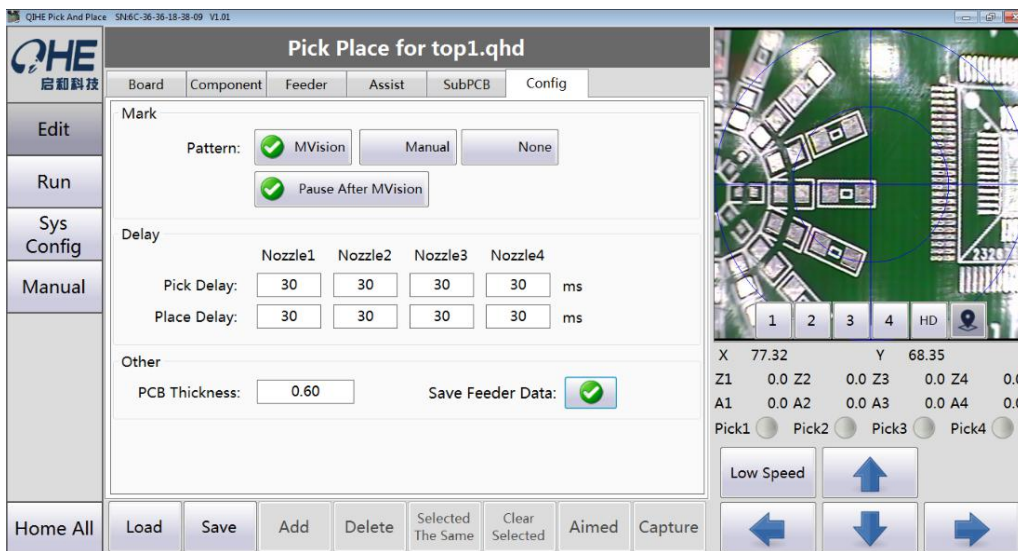 QIHE Pick And Place SN:6C-36-36-18-38-09 V1.01
QHE
启和科技
Pick Place for top1.qhd
Board Component Feeder Assist SubPCB Config
Edit
Run
Sys
Config
Manual
Home All
Mark
Pattern: MVision Manual None
Pause After MVision
Delay
Nozzle1 Nozzle2 Nozzle3 Nozzle4
Pick Delay: 30 30 30 30 ms
Place Delay: 30 30 30 30 ms
Other
PCB Thickness: 0.60 Save Feeder Data:
Load Save Add Delete Selected The Same Clear Selected Aimed Capture
1 2 3 4 HD
X 77.32 Y 68.35
Z1 0.0 Z2 0.0 Z3 0.0 Z4
A1 0.0 A2 0.0 A3 0.0 A4
Pick1 Pick2 Pick3 Pick4
Low Speed